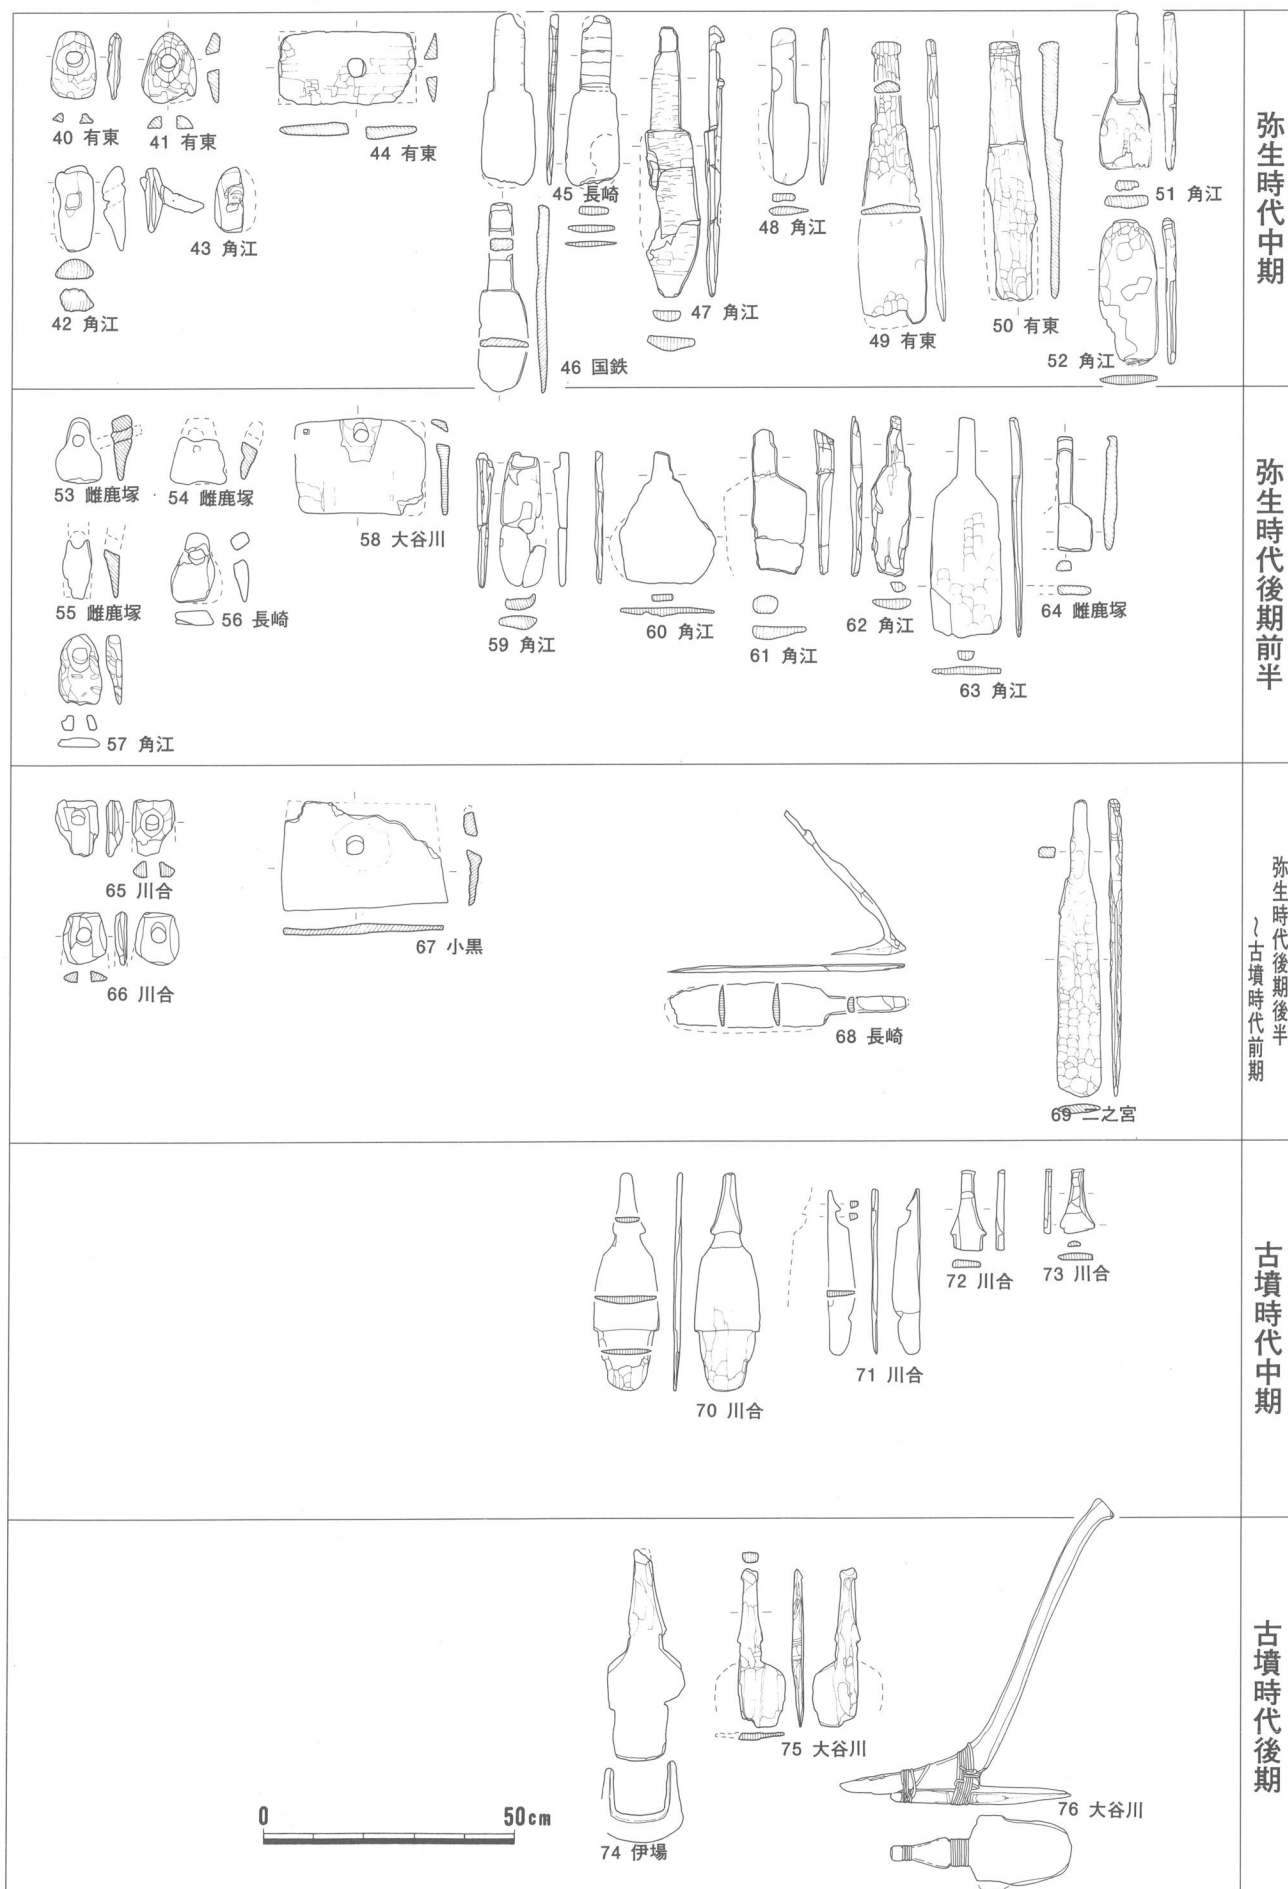 弥生時代中期
40 有東
41 有東
44 有東
45 長崎
51 角江
43 角江
48 角江
42 角江
47 角江
50 有東
49 有東
46 国鉄
52 角江
弥生時代後期前半
53 雌鹿塚
54 雌鹿塚
58 大谷川
55 雌鹿塚
56 長崎
59 角江
60 角江
61 角江
62 角江
64 雌鹿塚
63 角江
57 角江
弥生時代後期後半
~古墳時代前期
65 川合
67 小黒
66 川合
68 長崎
69 二之宮
古墳時代中期
72 川合
73 川合
71 川合
70 川合
古墳時代後期
75 大谷川
76 大谷川
0 50cm
74 伊場